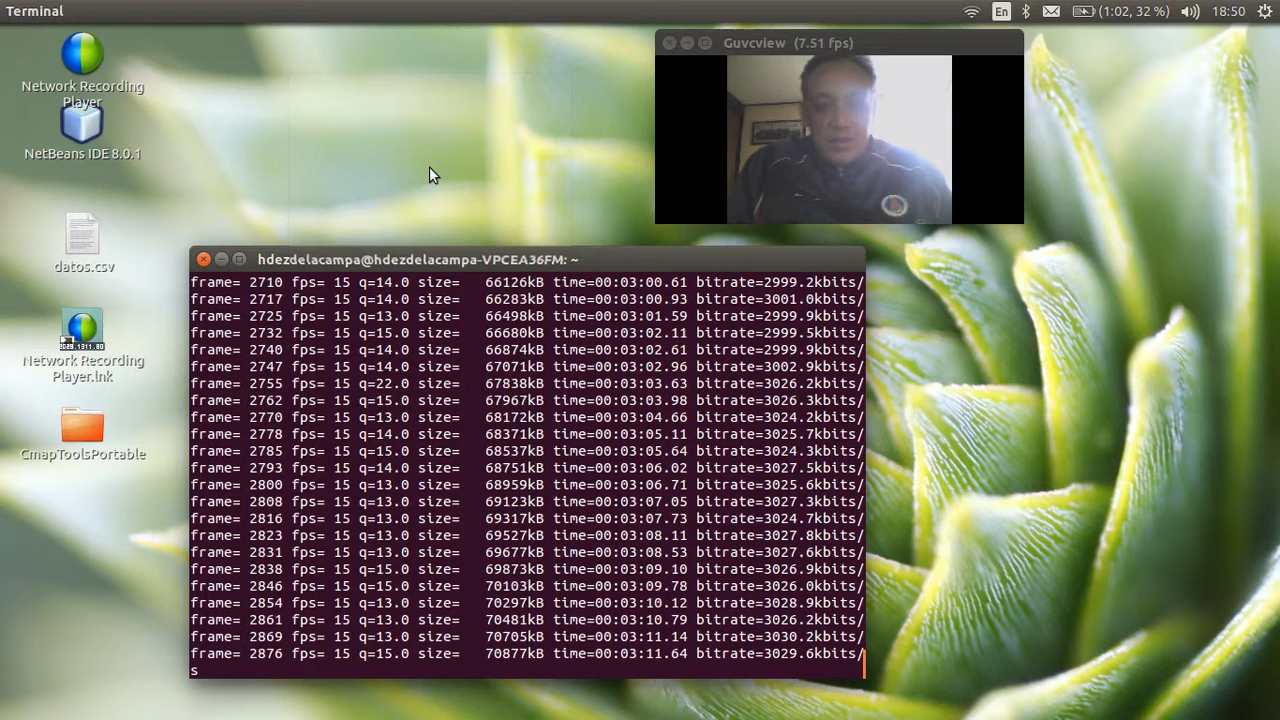 Terminal
En
(1:02, 32 %)
18:50
Guvcview (7.51 fps)
Network Recording
Player
NetBeans IDE 8.0.1
datos.csv
Network Recording
Player.lnk
CmapToolsPortable
hdezdelacampa@hdezdelacampa-VPCEA36FM: ~
frame= 2710 fps= 15 q=14.0 size= 66126kB time=00:03:00.61 bitrate=2999.2kbits/
frame= 2717 fps= 15 q=14.0 size= 66283kB time=00:03:00.93 bitrate=3001.0kbits/
frame= 2725 fps= 15 q=13.0 size= 66498kB time=00:03:01.59 bitrate=2999.9kbits/
frame= 2732 fps= 15 q=15.0 size= 66680kB time=00:03:02.11 bitrate=2999.5kbits/
frame= 2740 fps= 15 q=14.0 size= 66874kB time=00:03:02.61 bitrate=2999.9kbits/
frame= 2747 fps= 15 q=14.0 size= 67071kB time=00:03:02.96 bitrate=3002.9kbits/
frame= 2755 fps= 15 q=22.0 size= 67838kB time=00:03:03.63 bitrate=3026.2kbits/
frame= 2762 fps= 15 q=15.0 size= 67967kB time=00:03:03.98 bitrate=3026.3kbits/
frame= 2770 fps= 15 q=13.0 size= 68172kB time=00:03:04.66 bitrate=3024.2kbits/
frame= 2778 fps= 15 q=14.0 size= 68371kB time=00:03:05.11 bitrate=3025.7kbits/
frame= 2785 fps= 15 q=15.0 size= 68537kB time=00:03:05.64 bitrate=3024.3kbits/
frame= 2793 fps= 15 q=14.0 size= 68751kB time=00:03:06.02 bitrate=3027.5kbits/
frame= 2800 fps= 15 q=13.0 size= 68959kB time=00:03:06.71 bitrate=3025.6kbits/
frame= 2808 fps= 15 q=13.0 size= 69123kB time=00:03:07.05 bitrate=3027.3kbits/
frame= 2816 fps= 15 q=13.0 size= 69317kB time=00:03:07.73 bitrate=3024.7kbits/
frame= 2823 fps= 15 q=13.0 size= 69527kB time=00:03:08.11 bitrate=3027.8kbits/
frame= 2831 fps= 15 q=13.0 size= 69677kB time=00:03:08.53 bitrate=3027.6kbits/
frame= 2838 fps= 15 q=15.0 size= 69873kB time=00:03:09.10 bitrate=3026.9kbits/
frame= 2846 fps= 15 q=15.0 size= 70103kB time=00:03:09.78 bitrate=3026.0kbits/
frame= 2854 fps= 15 q=13.0 size= 70297kB time=00:03:10.12 bitrate=3028.9kbits/
frame= 2861 fps= 15 q=13.0 size= 70481kB time=00:03:10.79 bitrate=3026.2kbits/
frame= 2869 fps= 15 q=13.0 size= 70705kB time=00:03:11.14 bitrate=3030.2kbits/
frame= 2876 fps= 15 q=15.0 size= 70877kB time=00:03:11.64 bitrate=3029.6kbits/
s